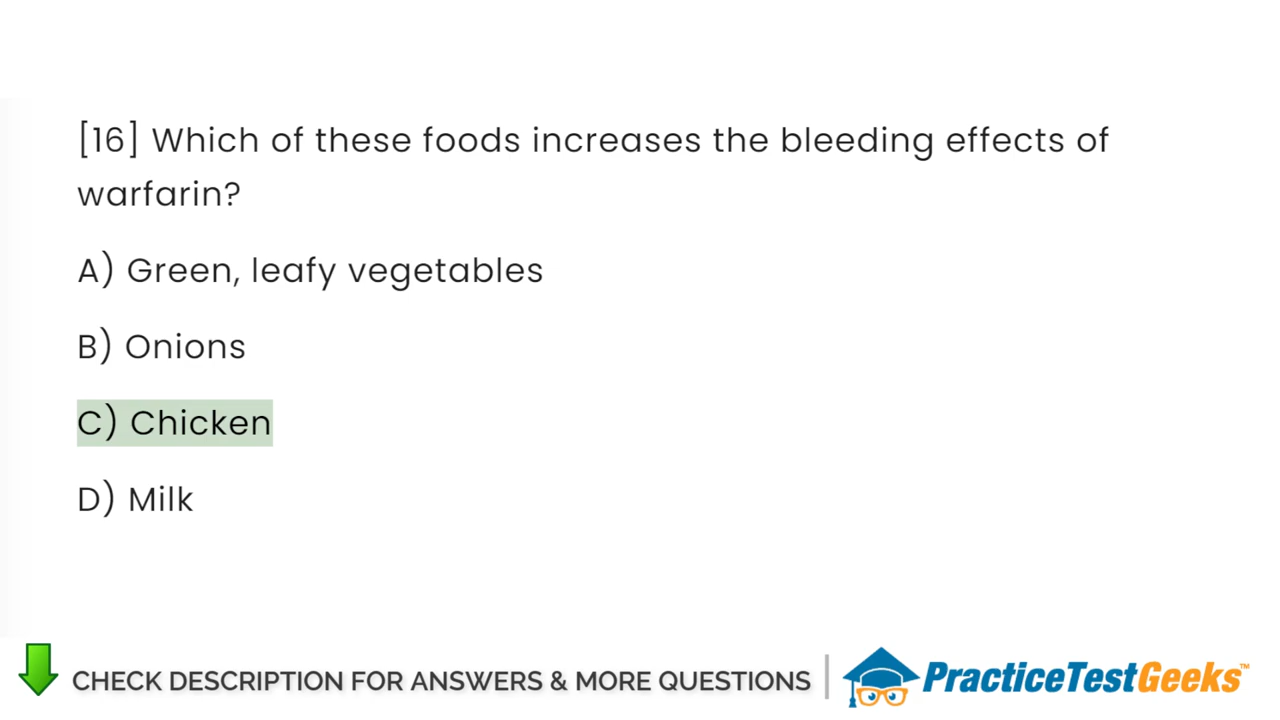 [16] Which of these foods increases the bleeding effects of
warfarin?
A) Green, leafy vegetables
B) Onions
C) Chicken
D) Milk
CHECK DESCRIPTION FOR ANSWERS & MORE QUESTIONS
PracticeTestGeeks™